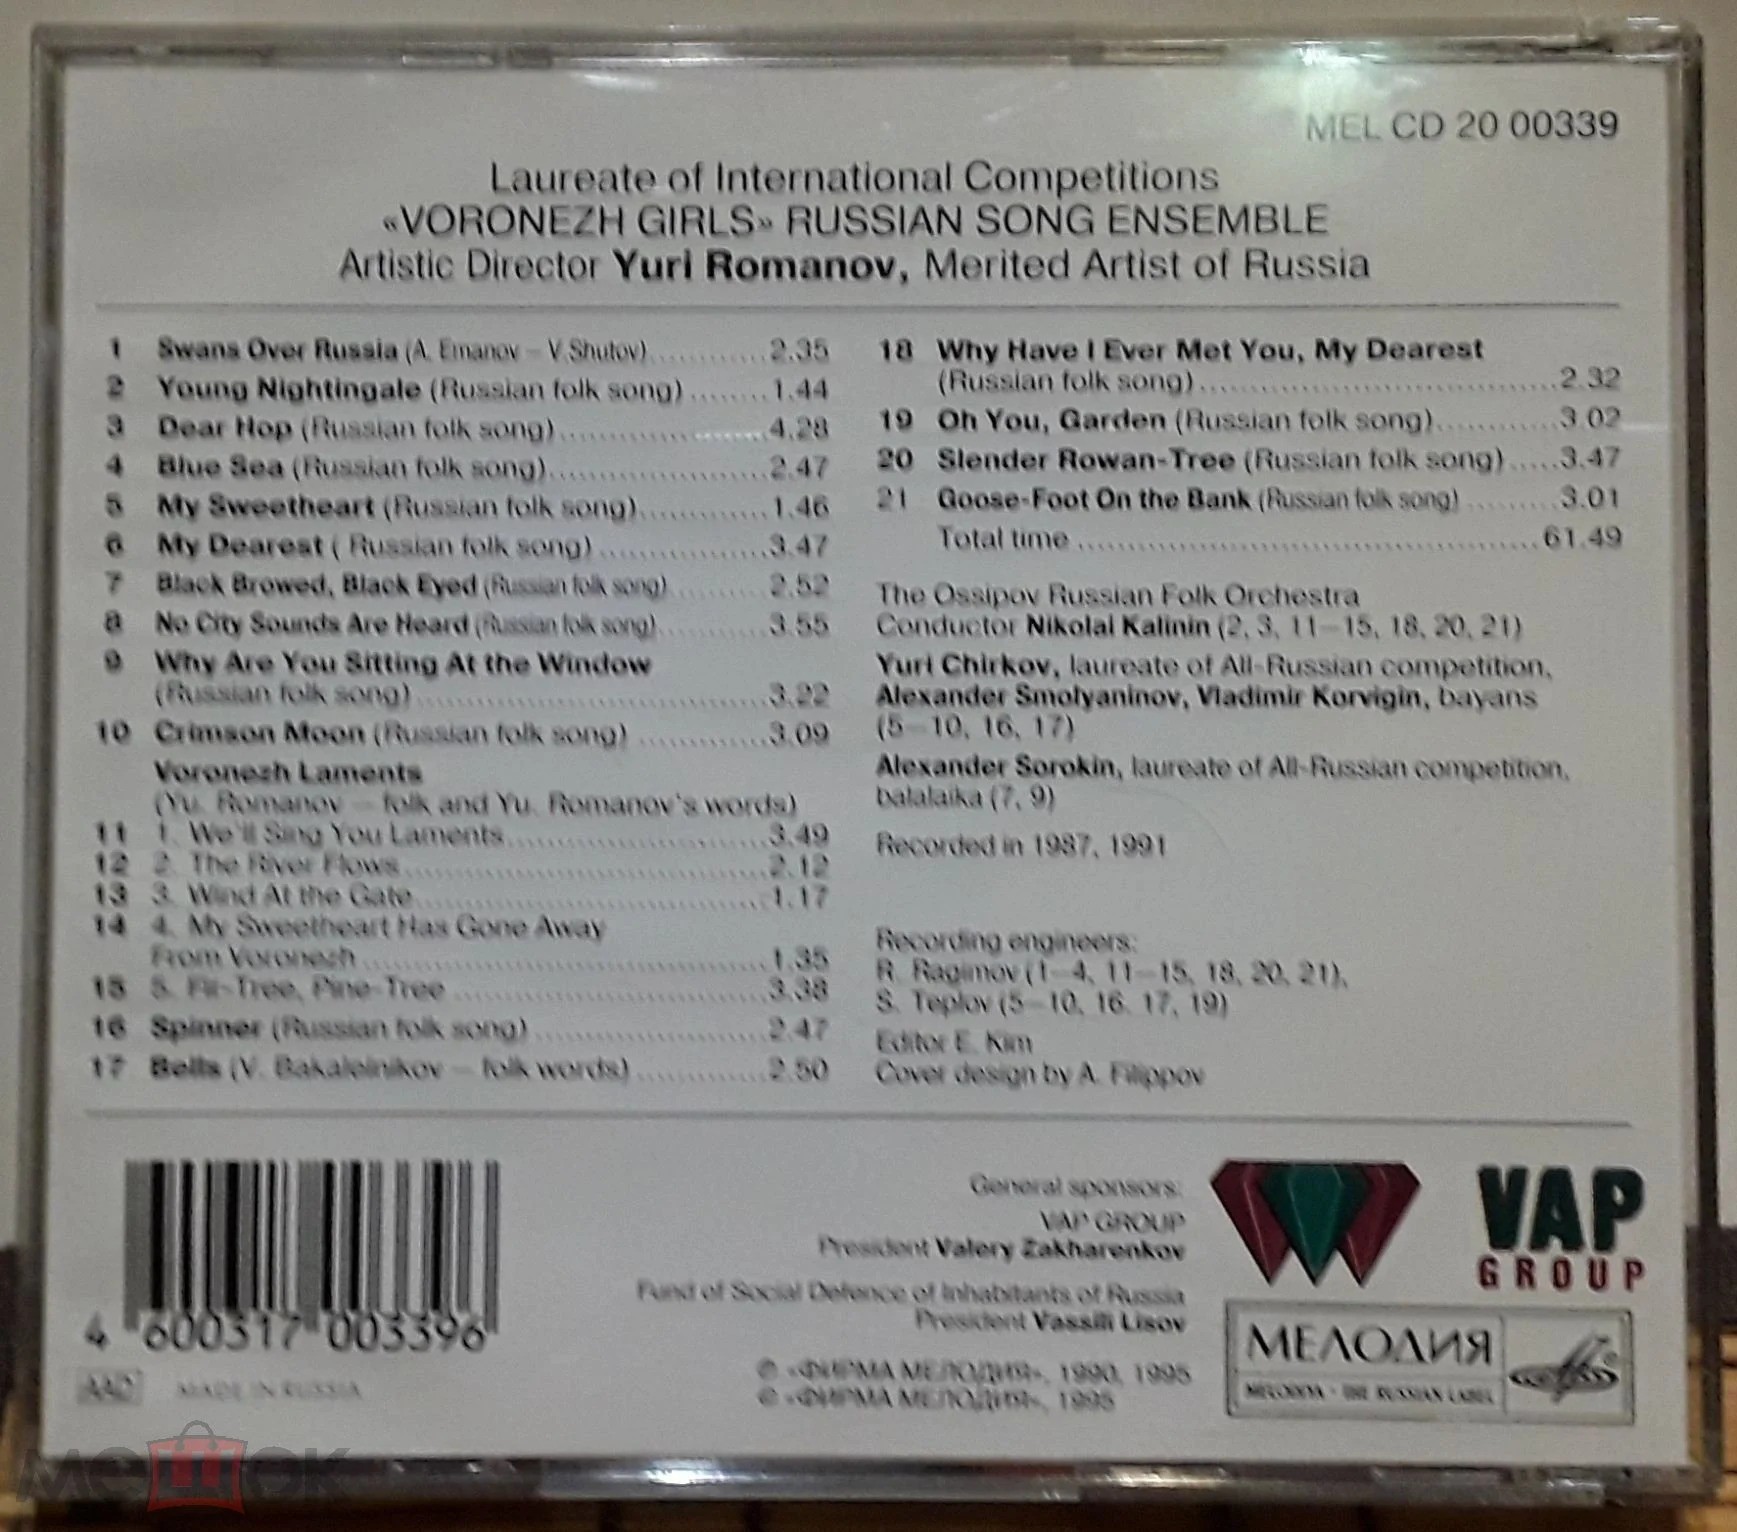 MEL CD 20 00339
Laureate of International Competitions
«VORONEZH GIRLS» RUSSIAN SONG ENSEMBLE
Artistic Director Yuri Romanov, Merited Artist of Russia
1 Swans Over Russia (A. Emanov – V.Shutov)............2.35
2 Young Nightingale (Russian folk song)........1.44
3 Dear Hop (Russian folk song)....................4.28
4 Blue Sea (Russian folk song).....................2.47
5 My Sweetheart (Russian folk song).............1.46
6 My Dearest ( Russian folk song)................3.47
7 Black Browed, Black Eyed (Russian folk song)..........2.52
8 No City Sounds Are Heard (Russian folk song)...........3.55
9 Why Are You Sitting At the Window
(Russian folk song)..................................3.22
10 Crimson Moon (Russian folk song).............3.09
Voronezh Laments
(Yu. Romanov – folk and Yu. Romanov's words)
11 1. We'll Sing You Laments.........................3.49
12 2. The River Flows...................................2.12
13 3. Wind At the Gate..................................1.17
14 4. My Sweetheart Has Gone Away
From Voronezh.......................................1.35
15 5. Fir-Tree, Pine-Tree...............................3.38
16 Spinner (Russian folk song).......................2.47
17 Bells (V. Bakaleinikov – folk words).............2.50
18 Why Have I Ever Met You, My Dearest
(Russian folk song)...................................2.32
19 Oh You, Garden (Russian folk song)............3.02
20 Slender Rowan-Tree (Russian folk song).....3.47
21 Goose-Foot On the Bank (Russian folk song).........3.01
Total time.............................................61.49
The Ossipov Russian Folk Orchestra
Conductor Nikolai Kalinin (2, 3, 11–15, 18, 20, 21)
Yuri Chirkov, laureate of All-Russian competition,
Alexander Smolyaninov, Vladimir Korvigin, bayans
(5–10, 16, 17)
Alexander Sorokin, laureate of All-Russian competition,
balalaika (7, 9)
Recorded in 1987, 1991
Recording engineers:
R. Ragimov (1–4, 11–15, 18, 20, 21),
S. Teplov (5–10, 16. 17, 19)
Editor E. Kim
Cover design by A. Filippov
4 600317 003396
AAD MADE IN RUSSIA
General sponsors:
VAP GROUP
President Valery Zakharenkov
Fund of Social Defence of Inhabitants of Russia
President Vassili Lisov
℗ «ФИРМА МЕЛОДИЯ», 1990, 1995
© «ФИРМА МЕЛОДИЯ», 1995
VAP
GROUP
МЕЛОДИЯ
MELODIYA · THE RUSSIAN LABEL
мешок